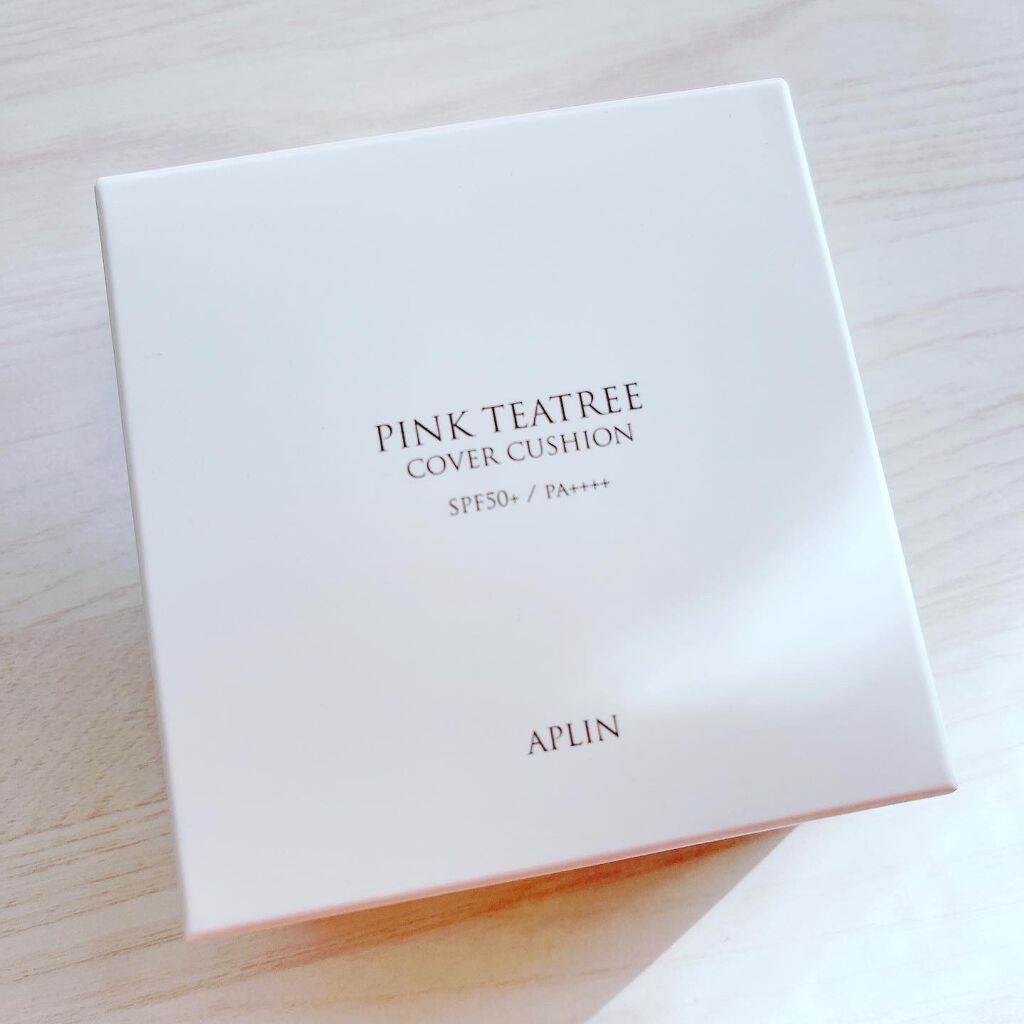 PINK TEATREE
COVER CUSHION
SPF50+ / PA++++
APLIN